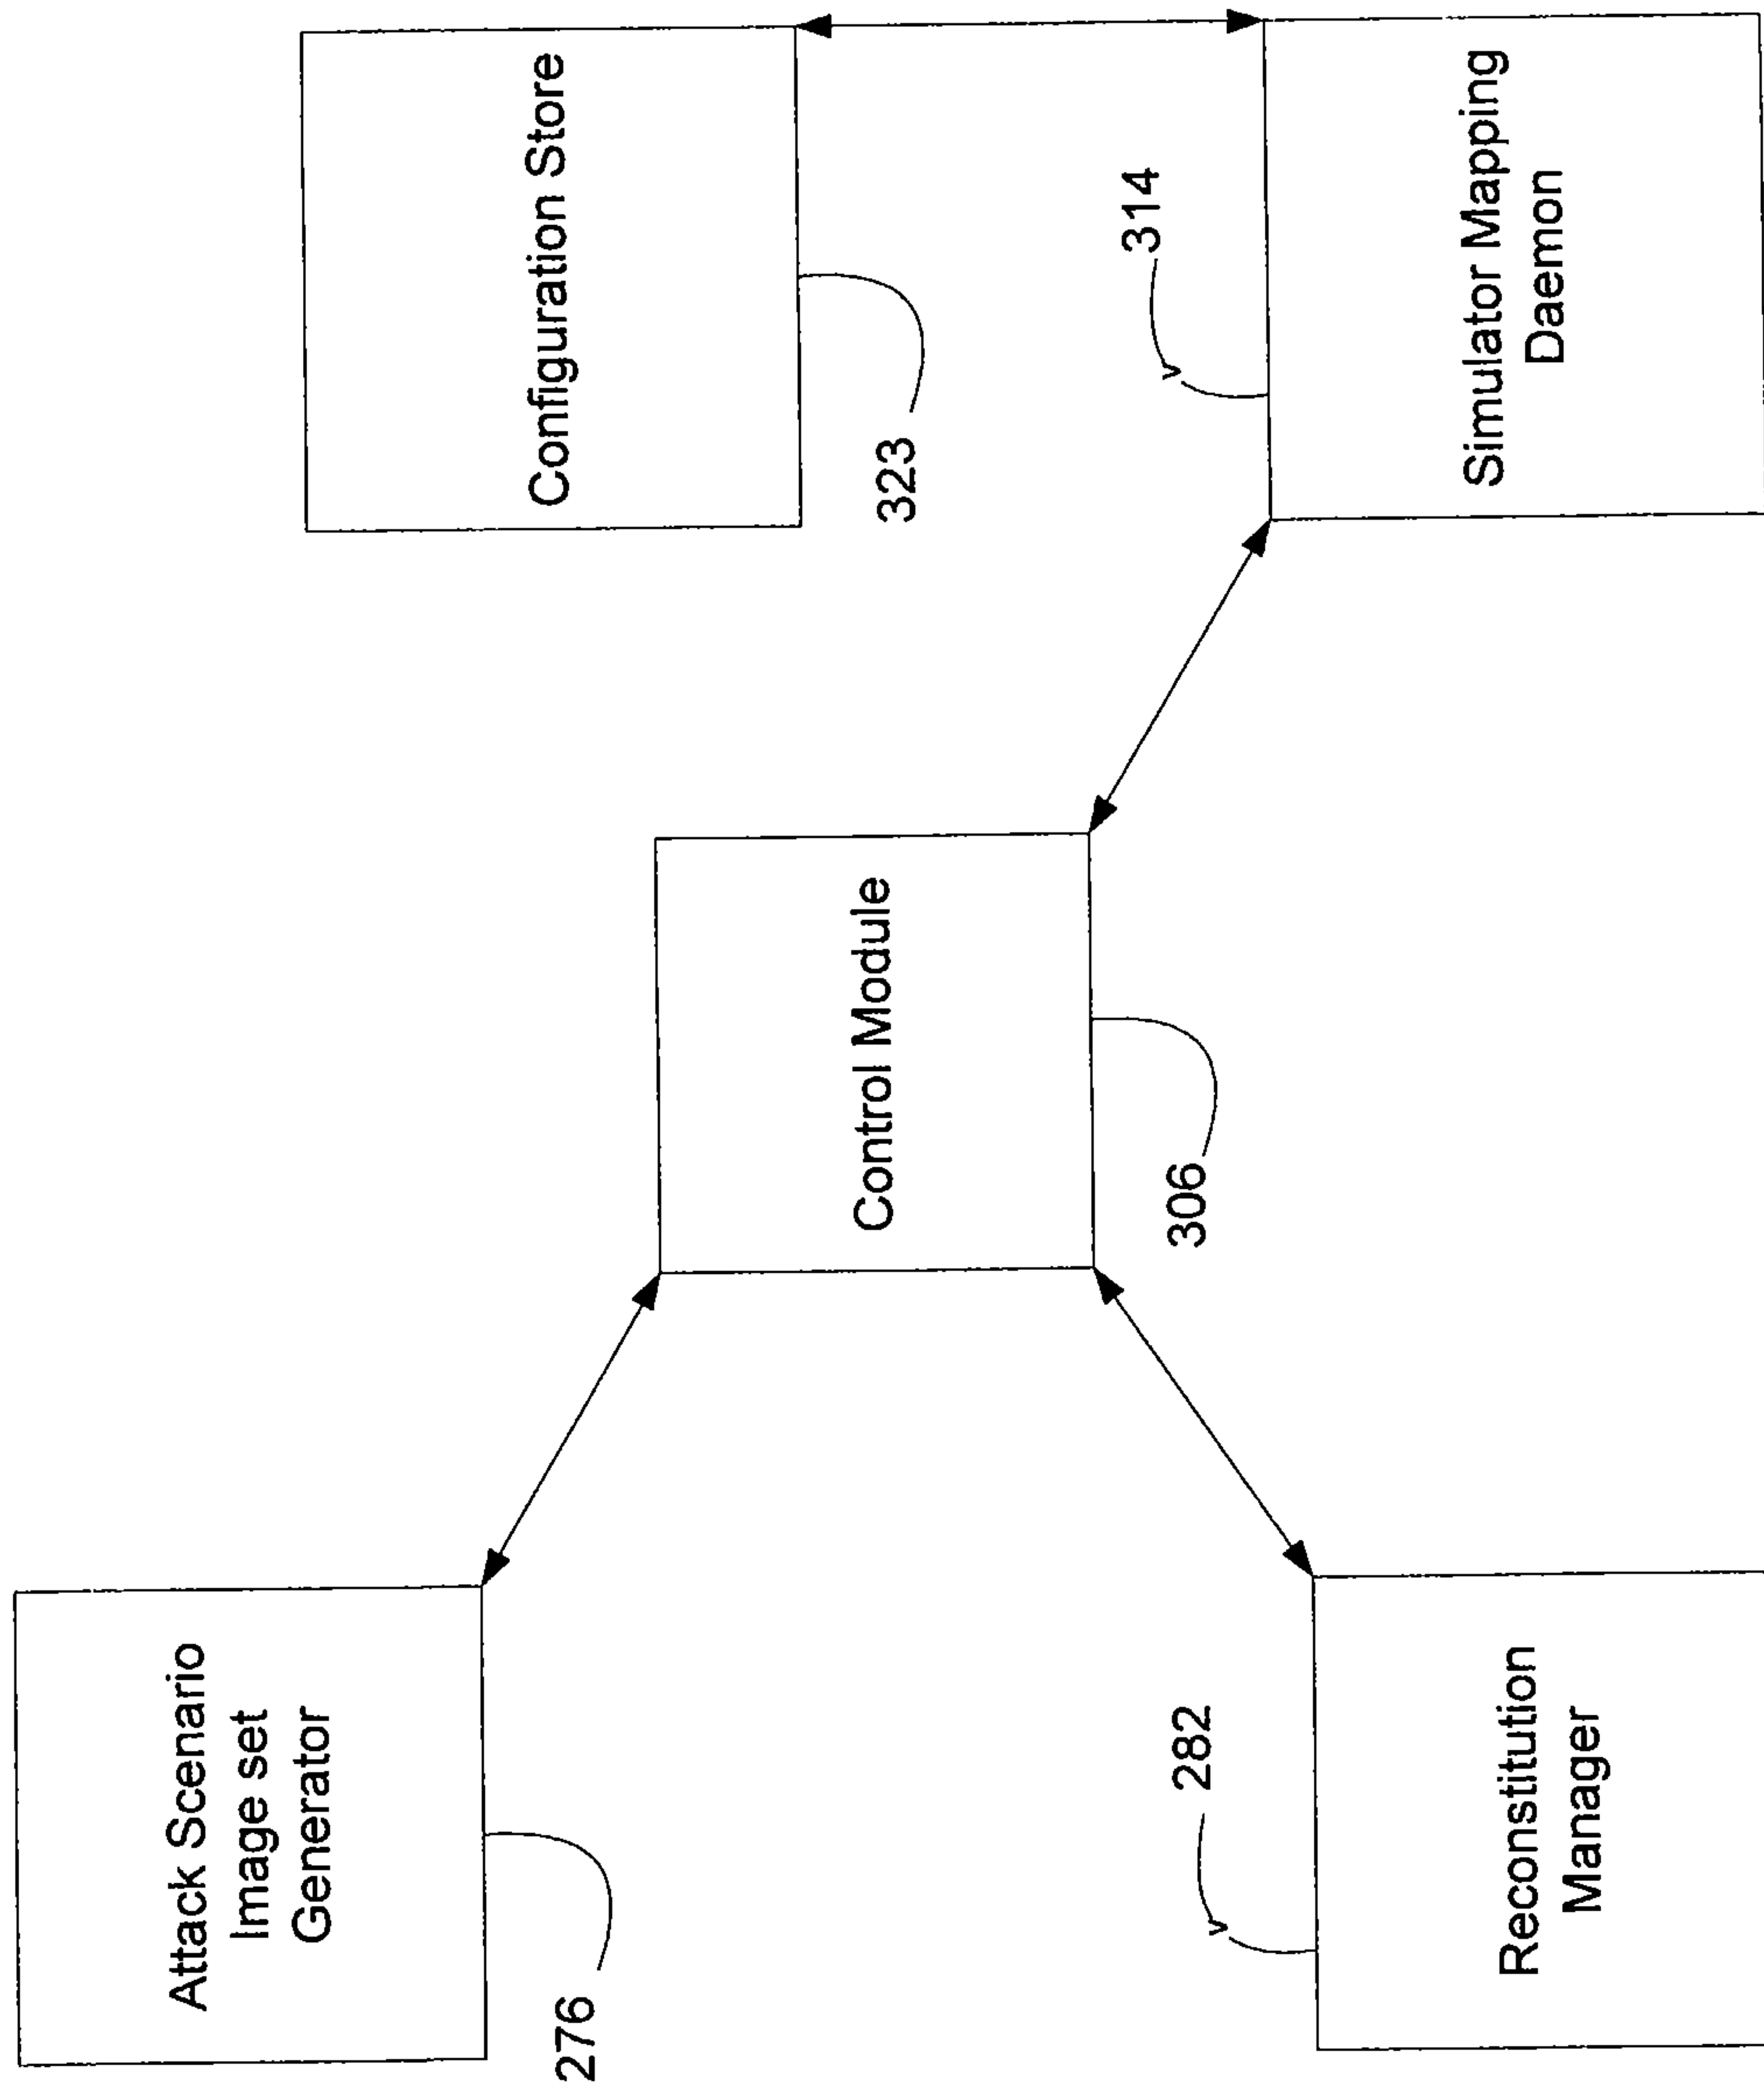 Attack Scenario
Image set
Generator
276
Configuration Store
323
Control Module
306
282
Reconstitution
Manager
314
Simulator Mapping
Daemon